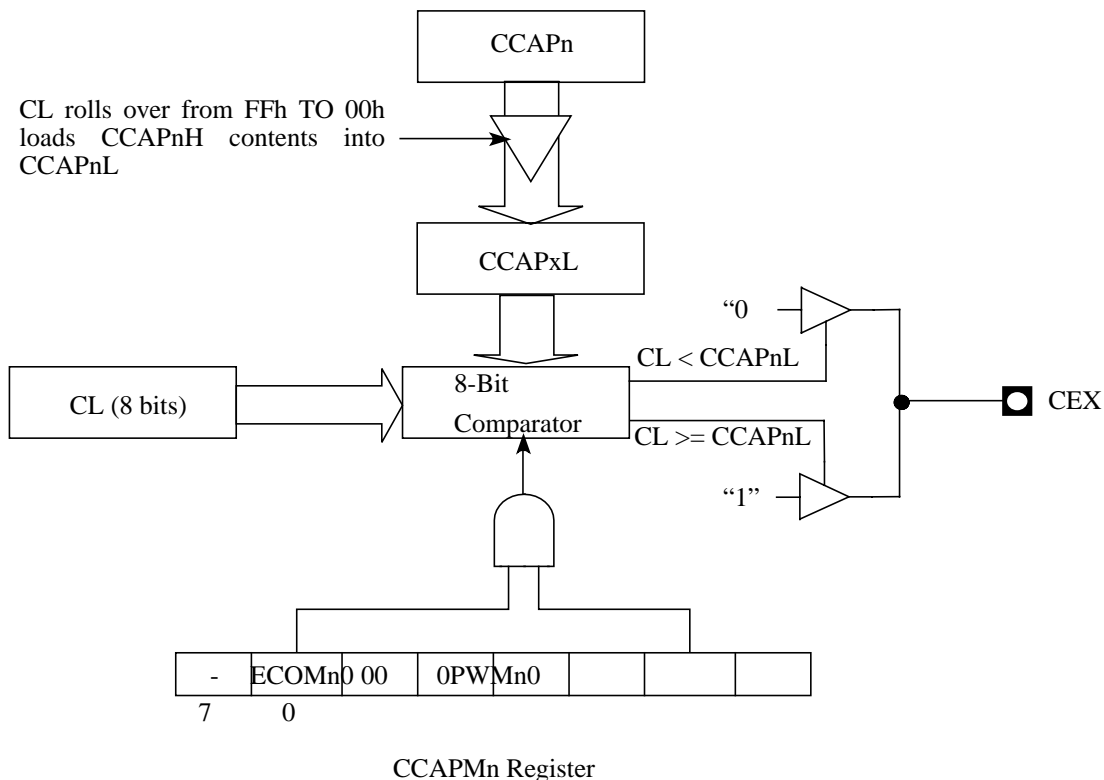 CCAPn
CL rolls over from FFh TO 00h
loads CCAPnH contents into
CCAPnL
CCAPxL
“0
CL < CCAPnL
8-Bit
Comparator
CL (8 bits)
CEX
CL >= CCAPnL
“1”
- ECOMn0 00 0PWMn0
7 0
CCAPMn Register